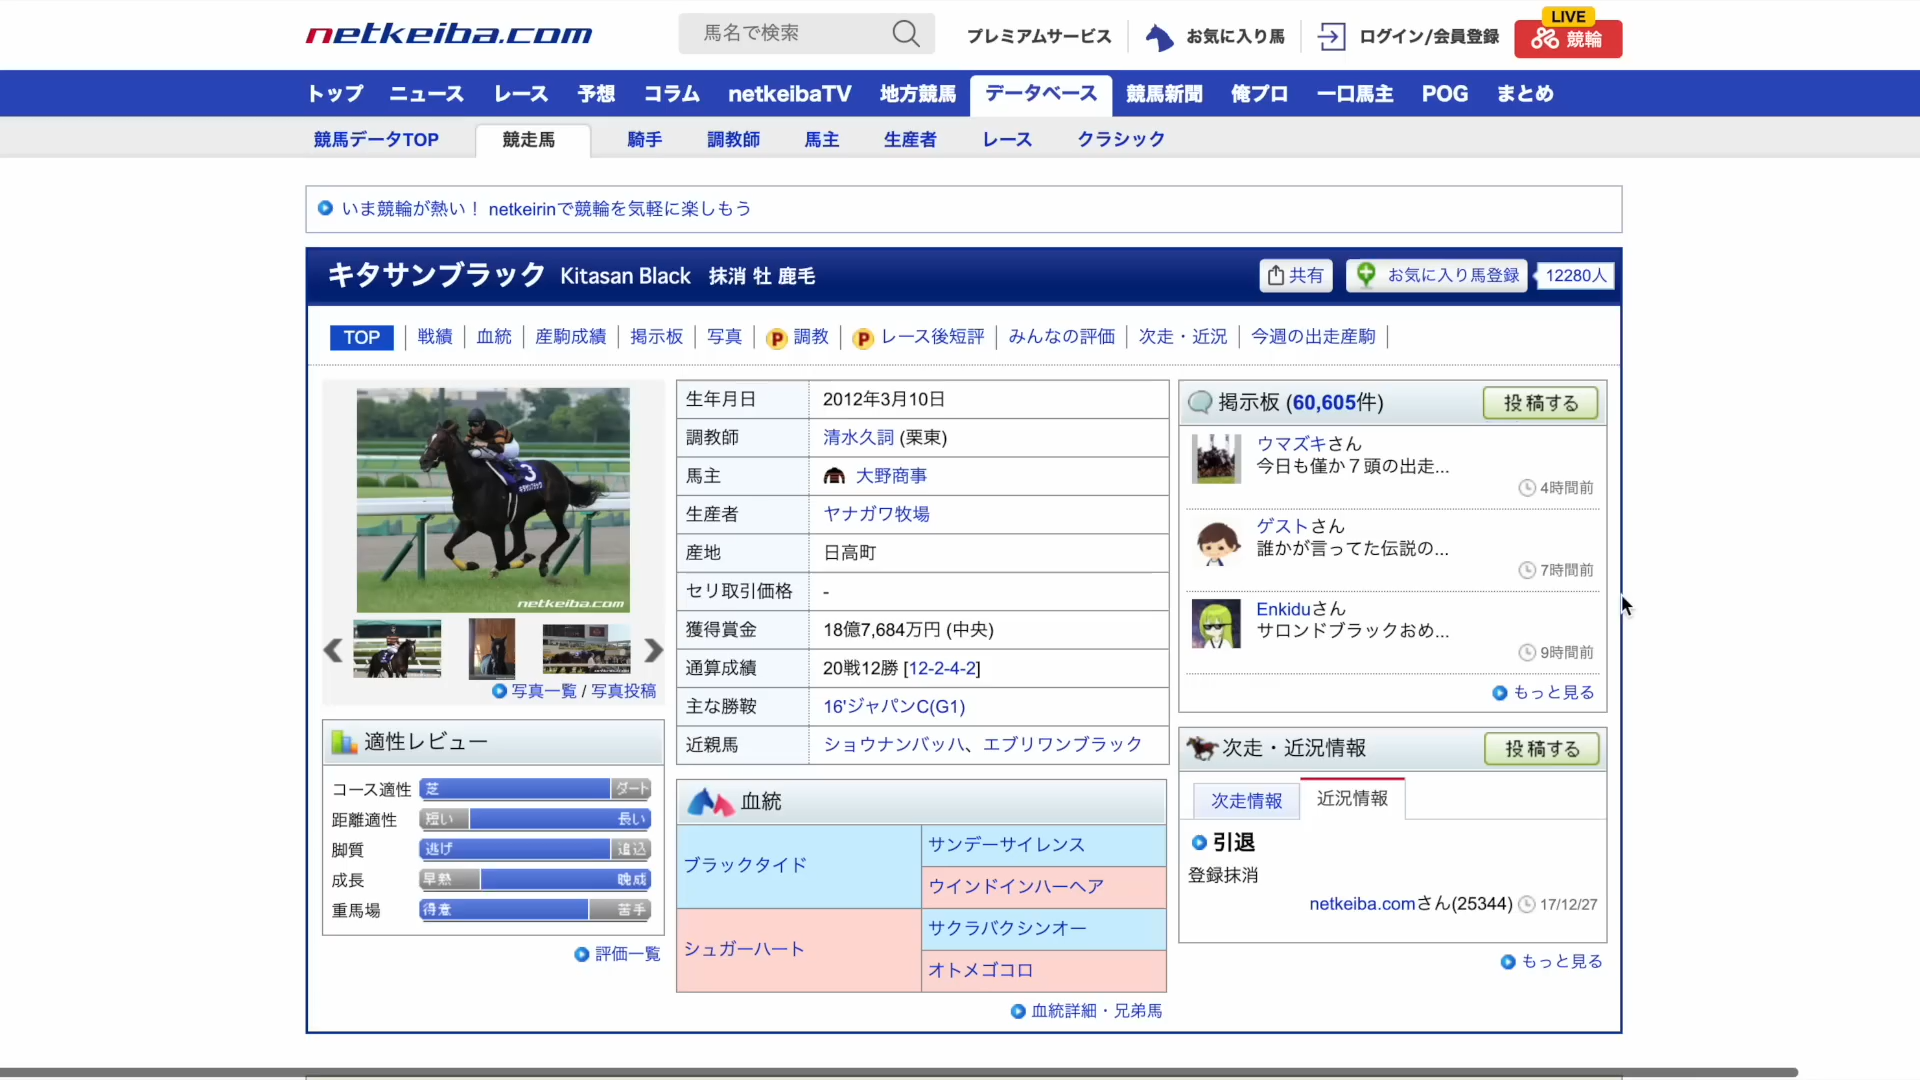 netkeiba.com
馬名で検索
プレミアムサービス
お気に入り馬
ログイン/会員登録
LIVE
競輪
トップ ニュース レース 予想 コラム netkeibaTV 地方競馬 データベース 競馬新聞 俺プロ 一口馬主 POG まとめ
競馬データTOP 競走馬 騎手 調教師 馬主 生産者 レース クラシック
いま競輪が熱い！ netkeirinで競輪を気軽に楽しもう
キタサンブラック Kitasan Black 抹消 牡 鹿毛
共有
お気に入り馬登録
12280人
TOP 戦績 血統 産駒成績 掲示板 写真 P 調教 P レース後短評 みんなの評価 次走・近況 今週の出走産駒
3
キタサンブラック
netkeiba.com
写真一覧 / 写真投稿
適性レビュー
コース適性 芝 ダート
距離適性 短い 長い
脚質 逃げ 追込
成長 早熟 晩成
重馬場 得意 苦手
評価一覧
生年月日 2012年3月10日
調教師 清水久詞 (栗東)
馬主 大野商事
生産者 ヤナガワ牧場
産地 日高町
セリ取引価格 -
獲得賞金 18億7,684万円 (中央)
通算成績 20戦12勝 [12-2-4-2]
主な勝鞍 16'ジャパンC(G1)
近親馬 ショウナンバッハ、エブリワンブラック
血統
ブラックタイド
サンデーサイレンス
ウインドインハーヘア
シュガーハート
サクラバクシンオー
オトメゴコロ
血統詳細・兄弟馬
掲示板 (60,605件)
投稿する
ウマズキさん
今日も僅か７頭の出走...
4時間前
ゲストさん
誰かが言ってた伝説の...
7時間前
Enkiduさん
サロンドブラックおめ...
9時間前
もっと見る
次走・近況情報
投稿する
次走情報 近況情報
引退
登録抹消
netkeiba.comさん(25344) 17/12/27
もっと見る